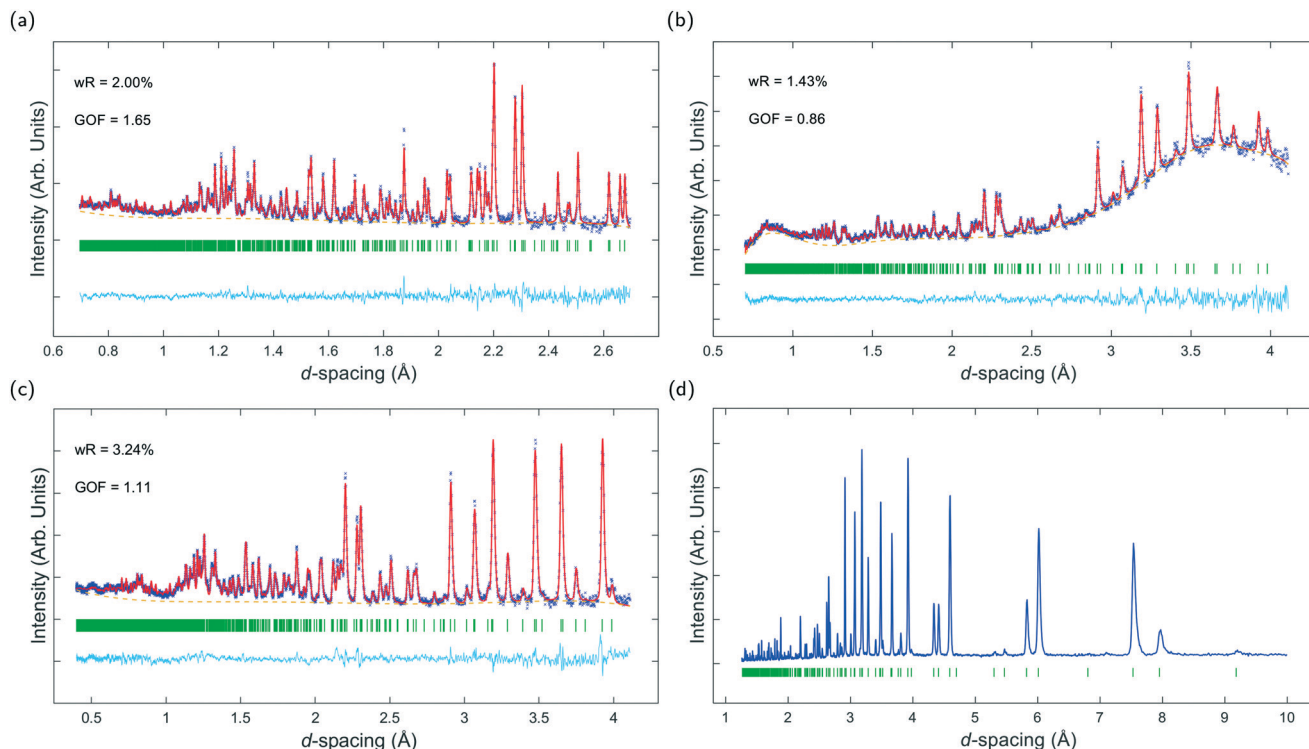 (a)
wR = 2.00%
GOF = 1.65
Intensity (Arb. Units)
0.6 0.8 1 1.2 1.4 1.6 1.8 2 2.2 2.4 2.6
d-spacing (Å)
(b)
wR = 1.43%
GOF = 0.86
Intensity (Arb. Units)
0.5 1 1.5 2 2.5 3 3.5 4
d-spacing (Å)
(c)
wR = 3.24%
GOF = 1.11
Intensity (Arb. Units)
0.5 1 1.5 2 2.5 3 3.5 4
d-spacing (Å)
(d)
Intensity (Arb. Units)
1 2 3 4 5 6 7 8 9 10
d-spacing (Å)